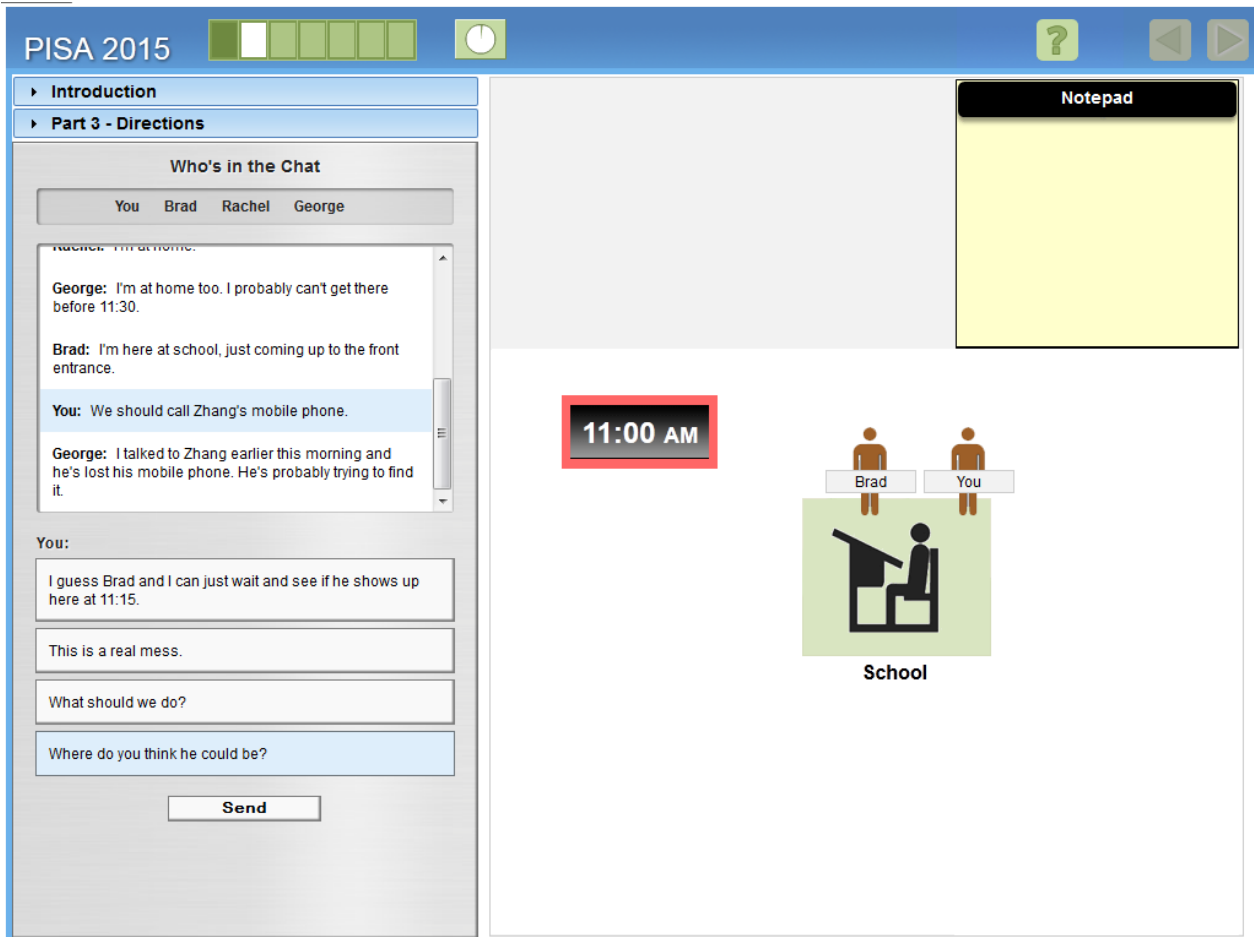 PISA 2015
?
Introduction
Part 3 - Directions
Who's in the Chat
You Brad Rachel George
Rachel: I'm at home.
George: I'm at home too. I probably can't get there
before 11:30.
Brad: I'm here at school, just coming up to the front
entrance.
You: We should call Zhang's mobile phone.
George: I talked to Zhang earlier this morning and
he's lost his mobile phone. He's probably trying to find
it.
You:
I guess Brad and I can just wait and see if he shows up
here at 11:15.
This is a real mess.
What should we do?
Where do you think he could be?
Send
Notepad
11:00 AM
Brad
You
School